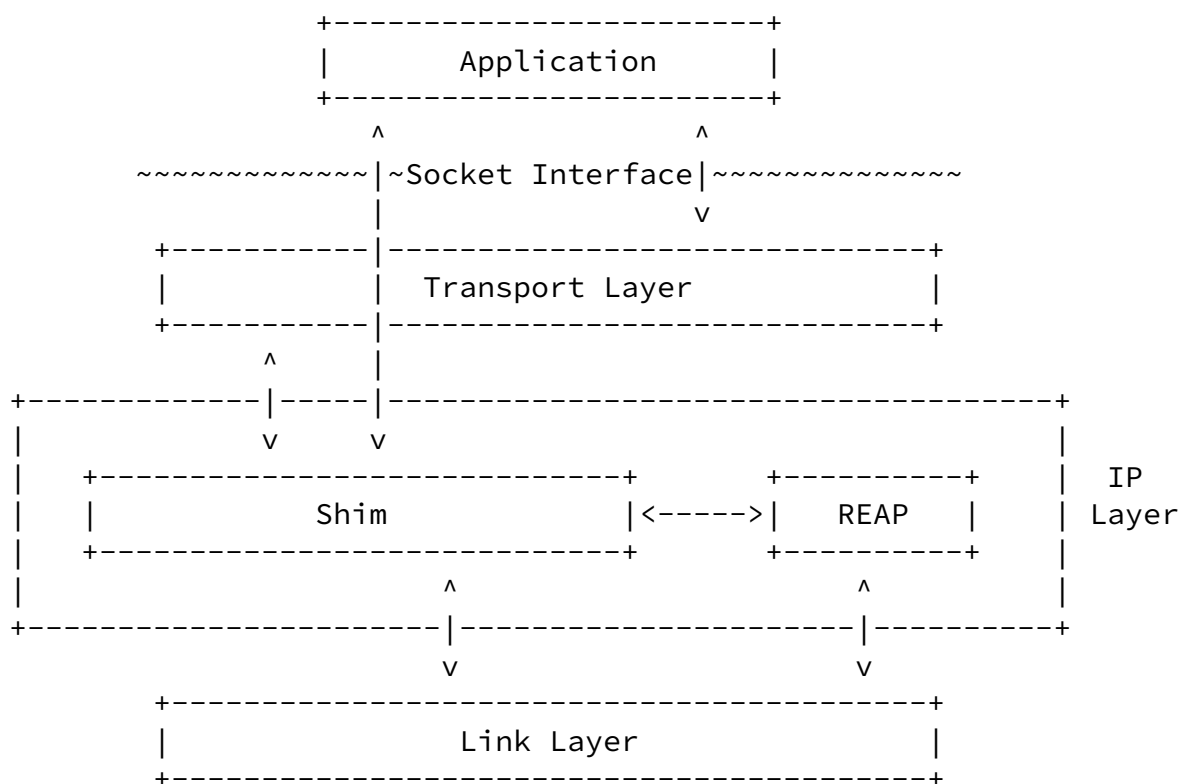 Application
Socket Interface
Transport Layer
IP
Shim REAP Layer
Link Layer